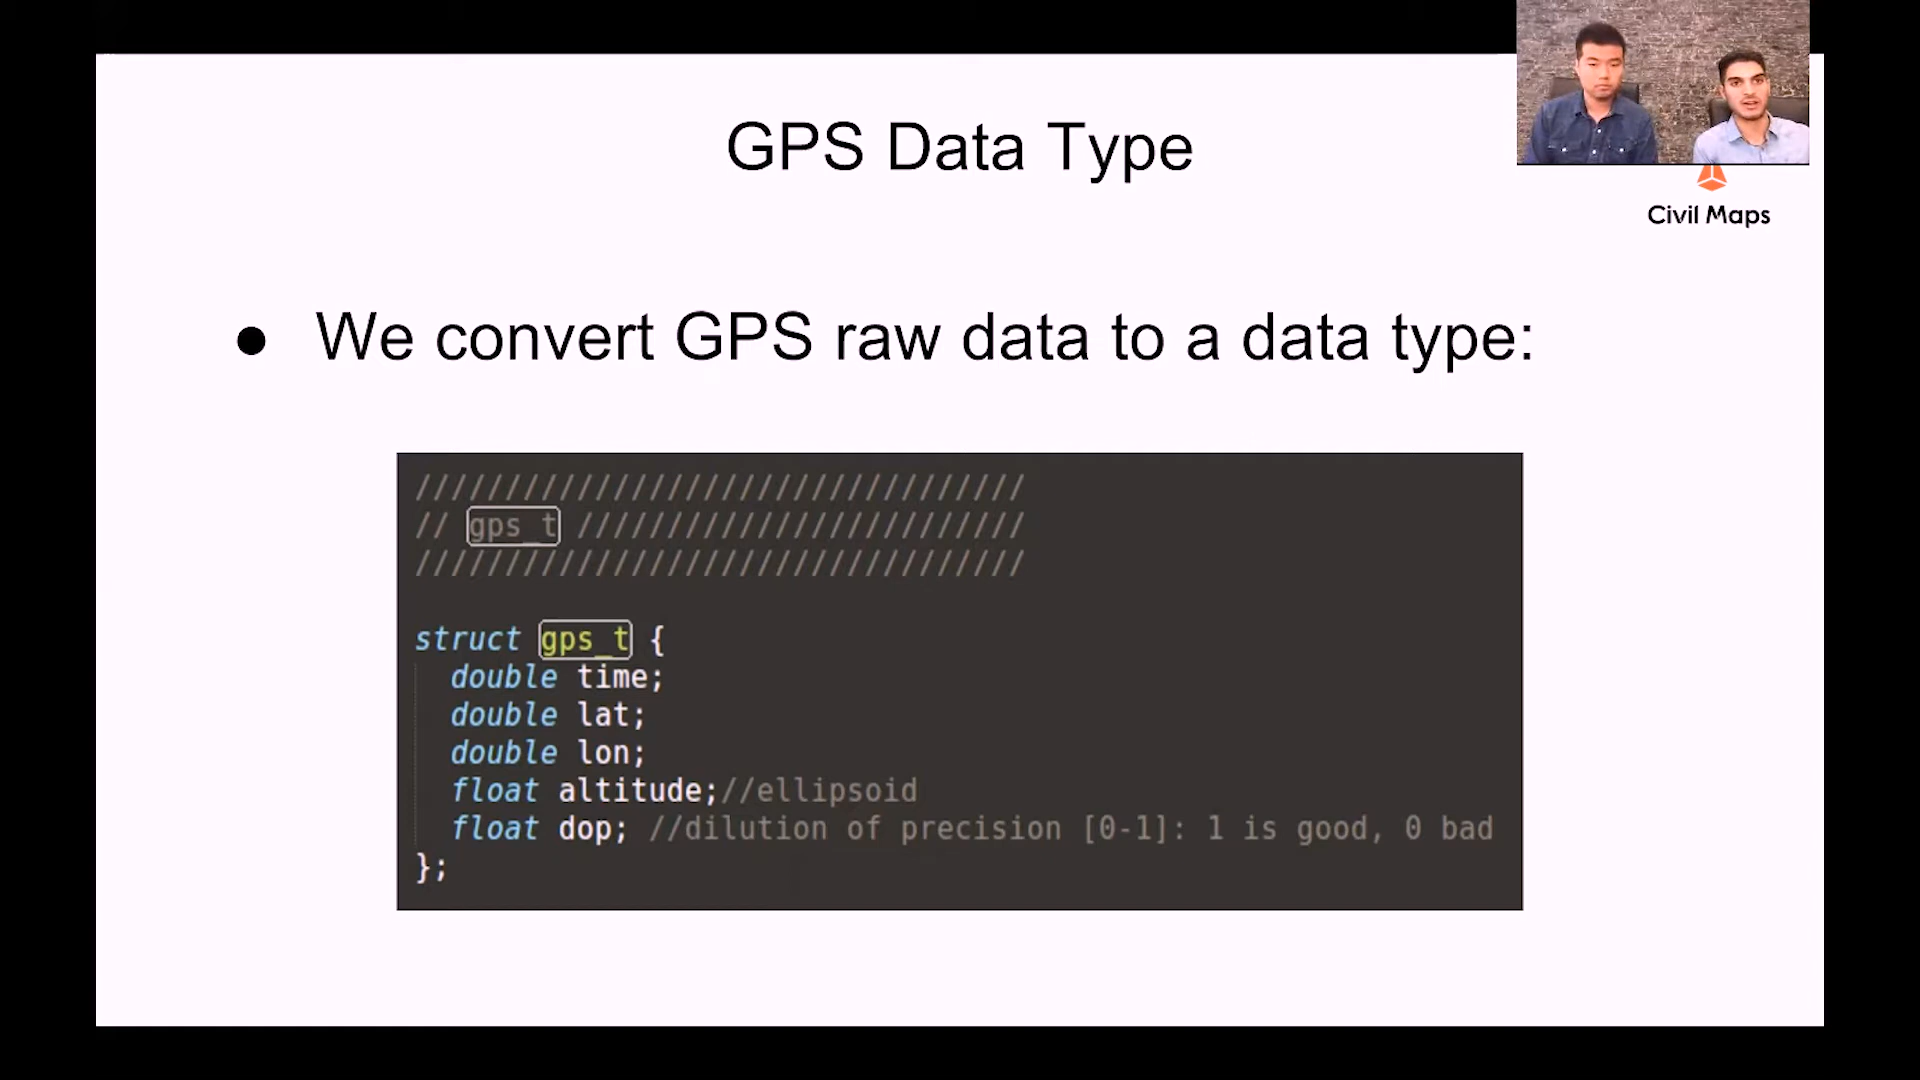 GPS Data Type
Civil Maps
● We convert GPS raw data to a data type:
//////////////////////////////////
// gps_t /////////////////////////
//////////////////////////////////
struct gps_t {
double time;
double lat;
double lon;
float altitude;//ellipsoid
float dop; //dilution of precision [0-1]: 1 is good, 0 bad
};